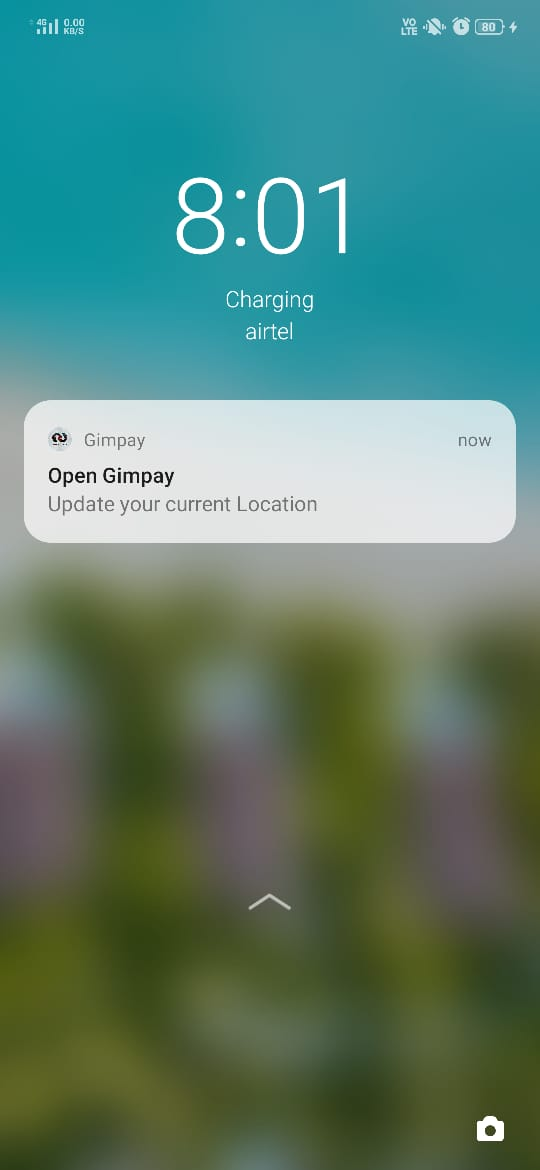 4G
0.00
KB/S
VO
LTE
80
8:01
Charging
airtel
Gimpay
now
Open Gimpay
Update your current Location